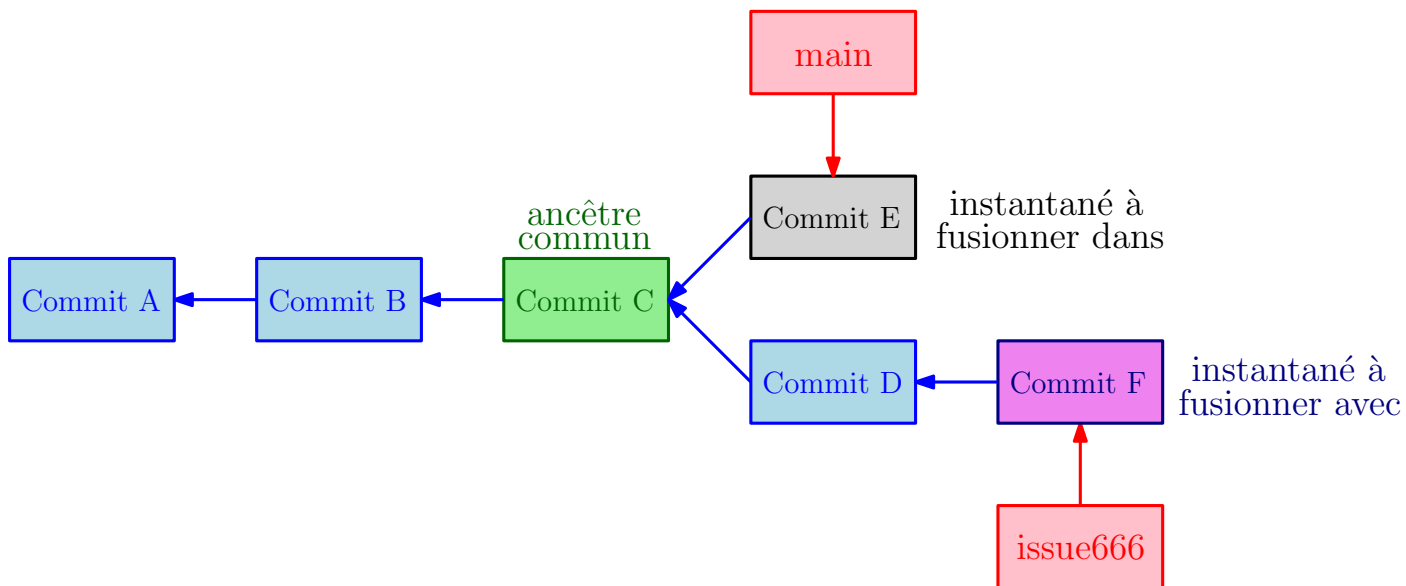 main
Commit E
instantané à
fusionner dans
ancêtre
commun
Commit A
Commit B
Commit C
Commit D
Commit F
instantané à
fusionner avec
issue666